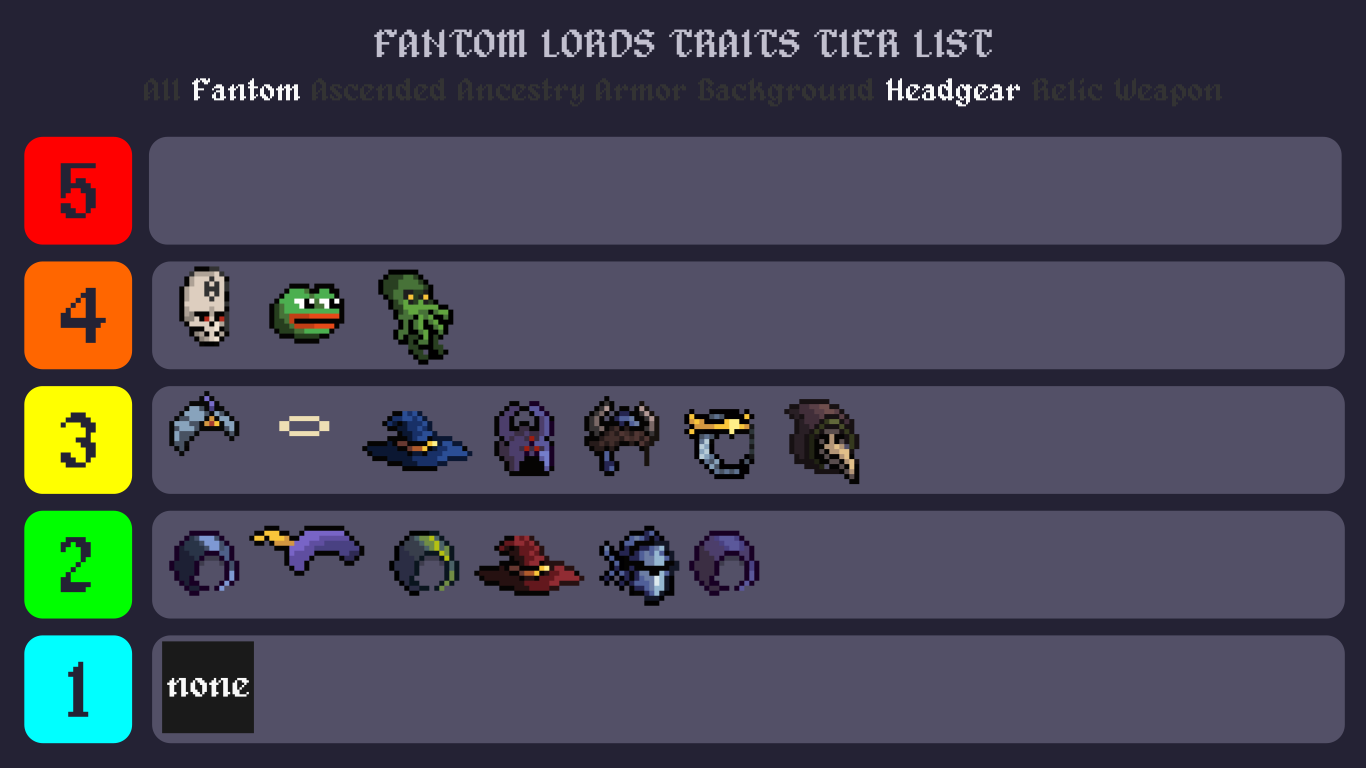 FANTOM LORDS TRAITS TIER LIST
All Fantom Ascended Ancestry Armor Background Headgear Relic Weapon
5
4
3
2
1
none